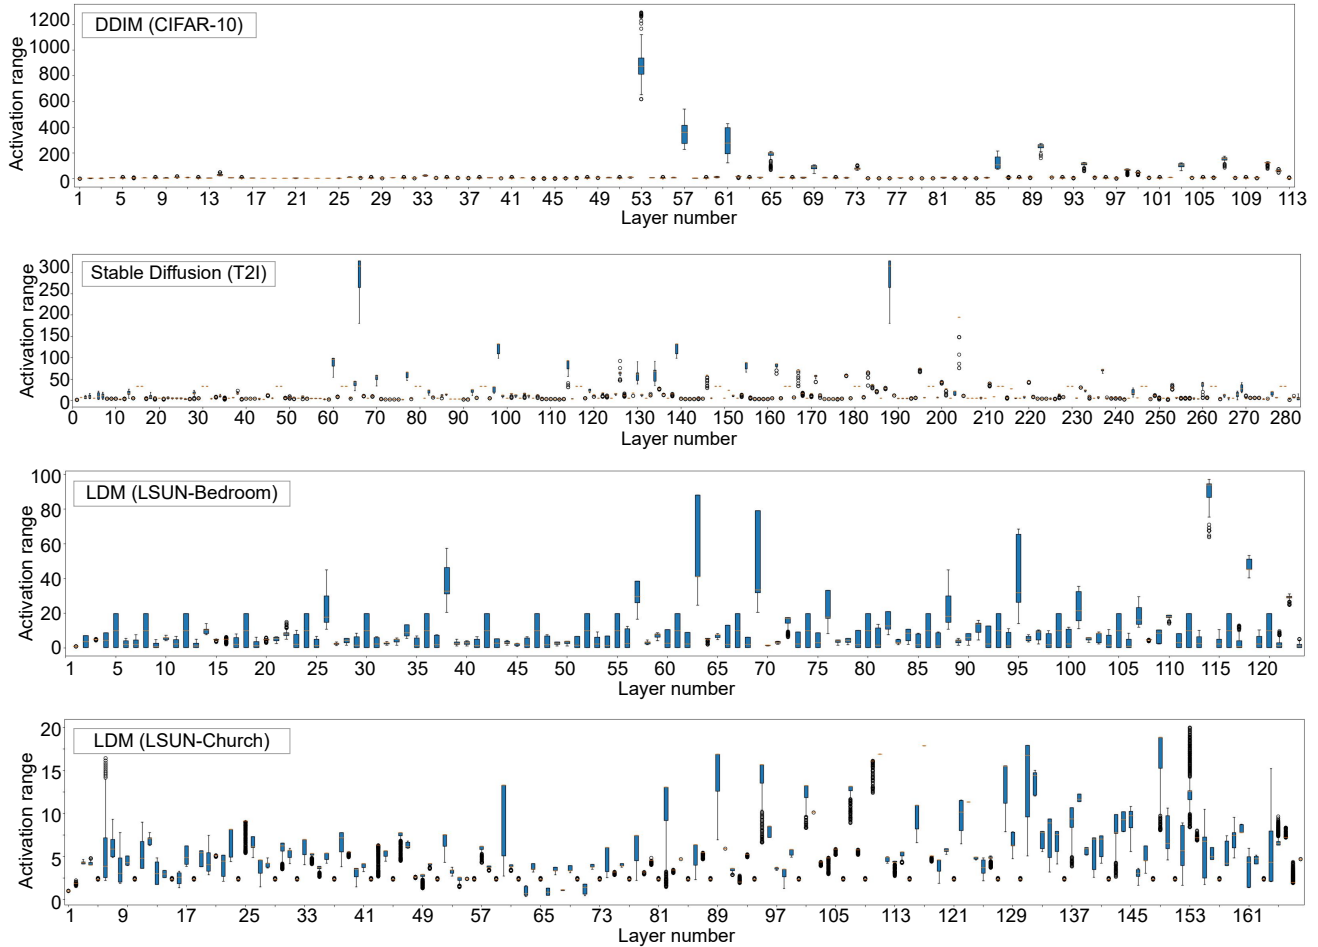 DDIM (CIFAR-10)
Activation range
1200
1000
800
600
400
200
0
1 5 9 13 17 21 25 29 33 37 41 45 49 53 57 61 65 69 73 77 81 85 89 93 97 101 105 109 113
Layer number
Stable Diffusion (T2I)
Activation range
300
250
200
150
100
50
0
0 10 20 30 40 50 60 70 80 90 100 110 120 130 140 150 160 170 180 190 200 210 220 230 240 250 260 270 280
Layer number
LDM (LSUN-Bedroom)
Activation range
100
80
60
40
20
0
1 5 10 15 20 25 30 35 40 45 50 55 60 65 70 75 80 85 90 95 100 105 110 115 120
Layer number
LDM (LSUN-Church)
Activation range
20
15
10
5
0
1 9 17 25 33 41 49 57 65 73 81 89 97 105 113 121 129 137 145 153 161
Layer number